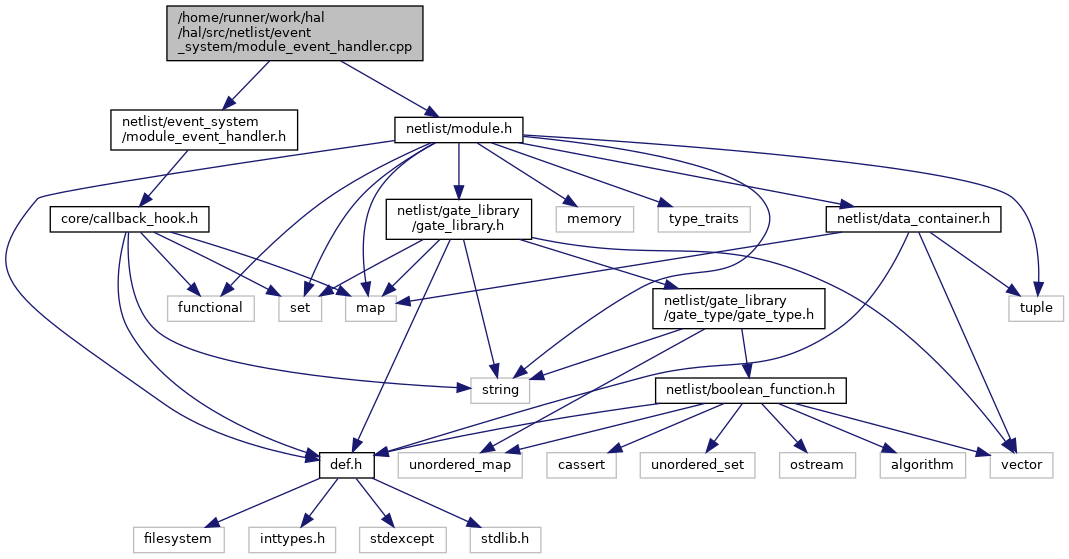 /home/runner/work/hal
/hal/src/netlist/event
_system/module_event_handler.cpp
netlist/event_system
/module_event_handler.h
netlist/module.h
core/callback_hook.h
netlist/gate_library
/gate_library.h
memory
type_traits
netlist/data_container.h
functional
set
map
netlist/gate_library
/gate_type/gate_type.h
tuple
string
netlist/boolean_function.h
def.h
unordered_map
cassert
unordered_set
ostream
algorithm
vector
filesystem
inttypes.h
stdexcept
stdlib.h